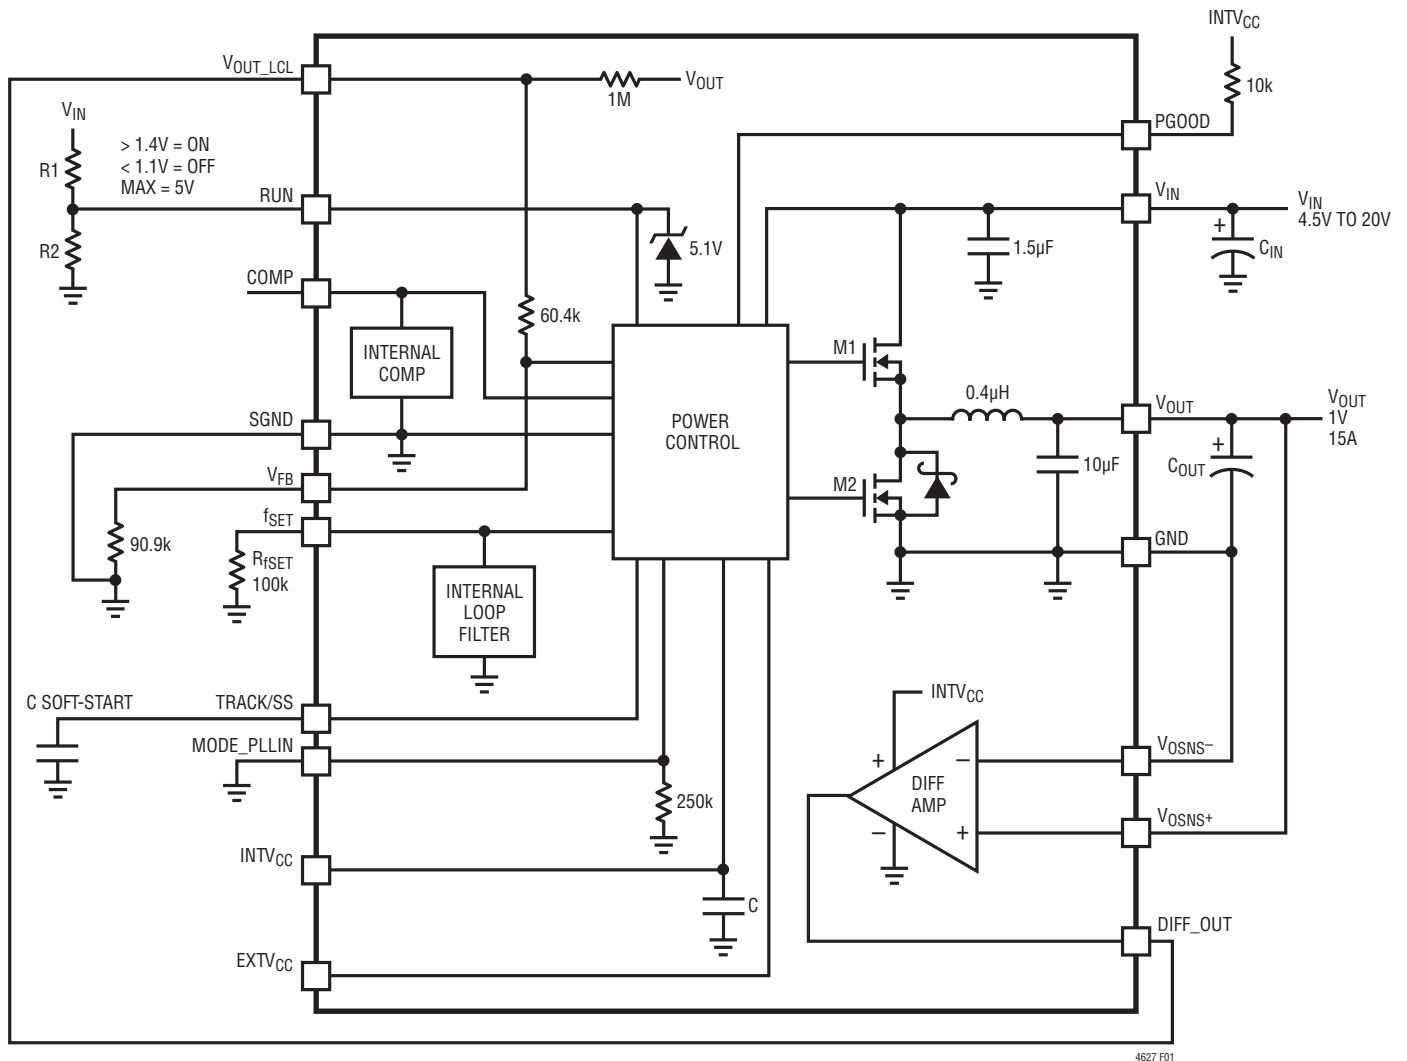 INTVCC
10k
PGOOD
VOUT_LCL
1M
VOUT
VIN
R1
R2
> 1.4V = ON
< 1.1V = OFF
MAX = 5V
RUN
5.1V
VIN
1.5µF
VIN
4.5V TO 20V
+
CIN
COMP
INTERNAL
COMP
60.4k
POWER
CONTROL
M1
M2
0.4µH
10µF
VOUT
VOUT
1V
15A
+
COUT
GND
SGND
VFB
90.9k
fSET
RfSET
100k
INTERNAL
LOOP
FILTER
C SOFT-START
TRACK/SS
MODE_PLLIN
250k
INTVCC
C
EXTVCC
INTVCC
+
–
DIFF
AMP
–
+
VOSNS–
VOSNS+
DIFF_OUT
4627 F01